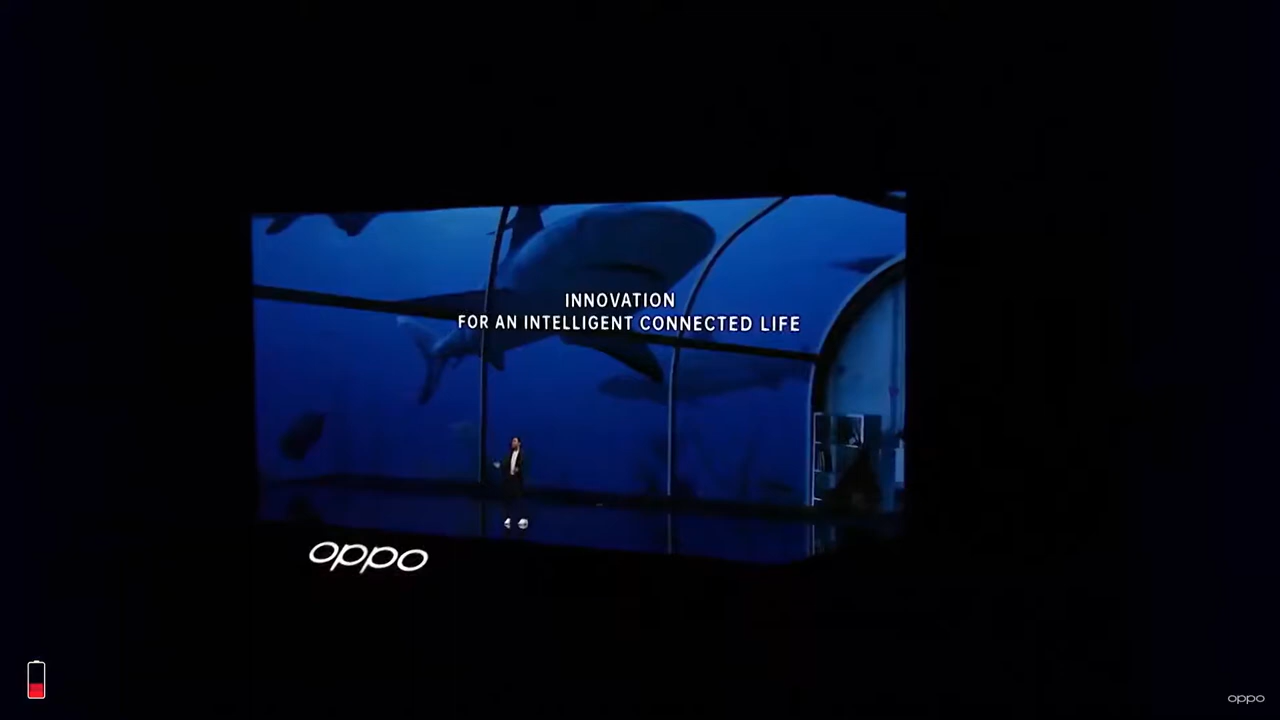 INNOVATION
FOR AN INTELLIGENT CONNECTED LIFE
oppo
oppo